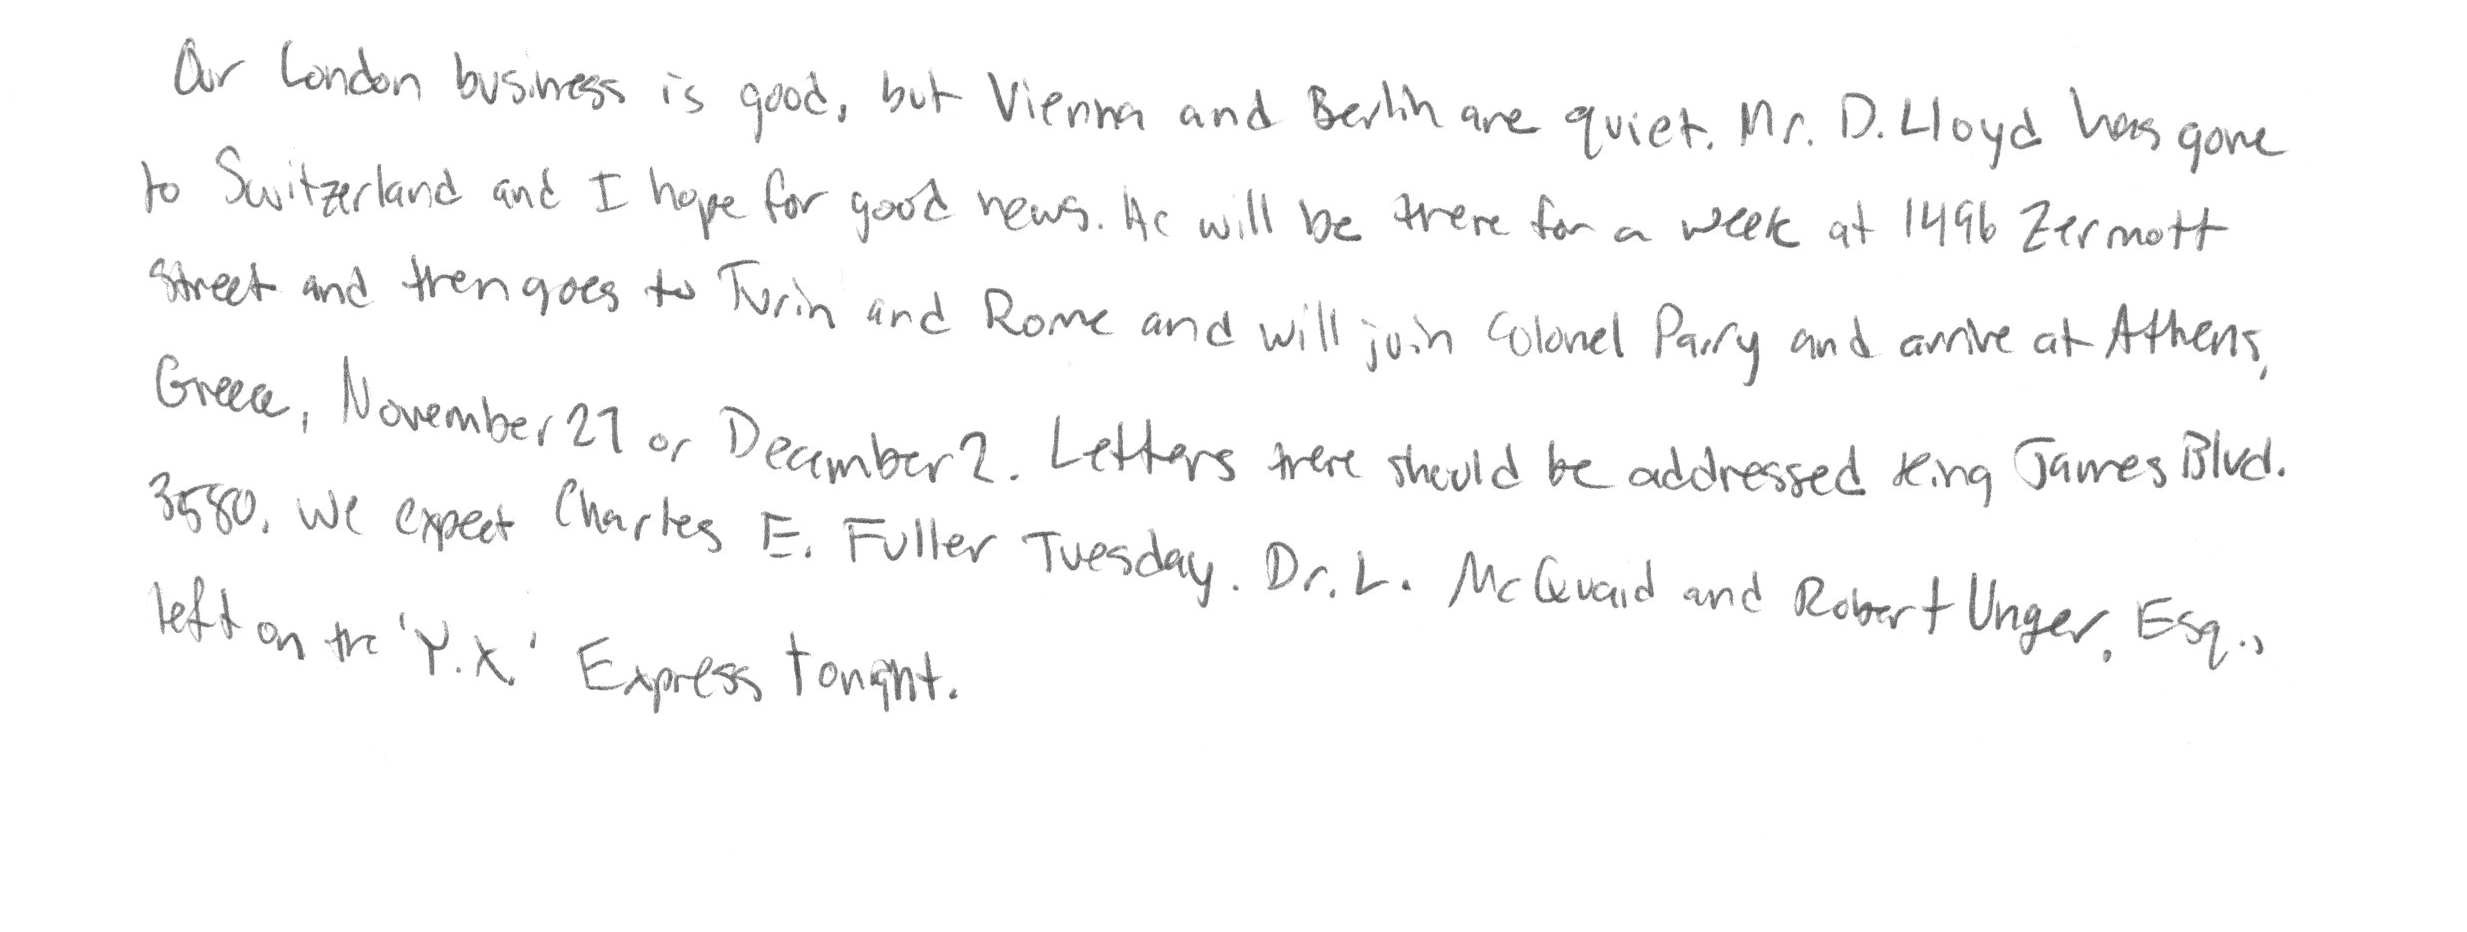 Our London business is good, but Vienna and Berlin are quiet. Mr. D. Lloyd has gone
to Switzerland and I hope for good news. He will be there for a week at 1496 Zermott
Street and then goes to Turin and Rome and will join Colonel Parry and arrive at Athens,
Greece, November 27 or December 2. Letters there should be addressed King James Blvd.
3580. We expect Charles E. Fuller Tuesday. Dr. L. McQuaid and Robert Unger, Esq.,
left on the 'Y.X.' Express tonight.